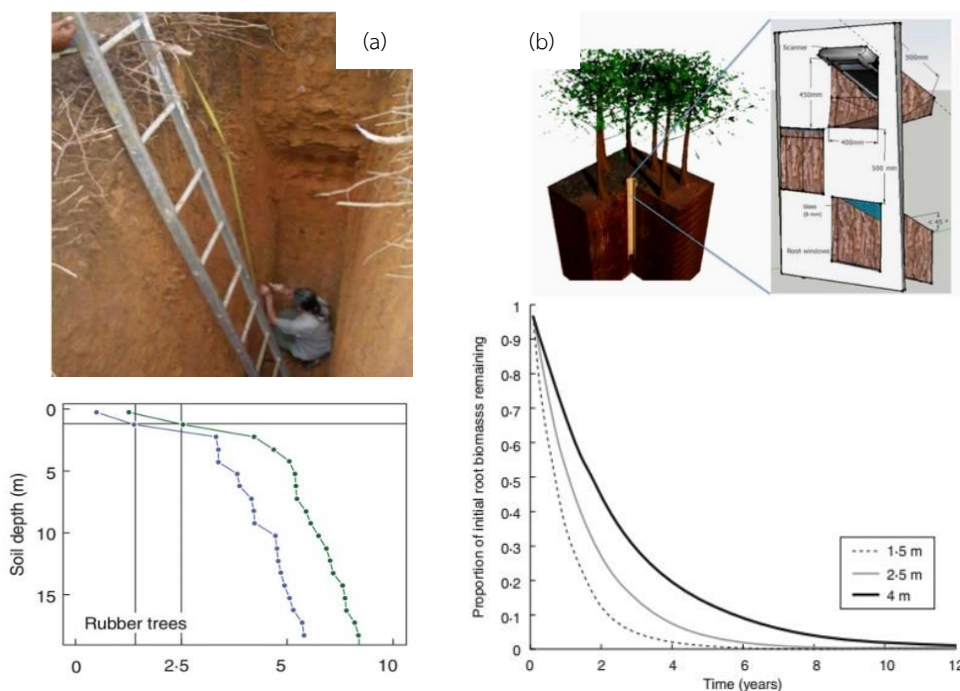 (a)
(b)
Scanner
300mm
450mm
400mm
500 mm
Glass
(6 mm)
< 45 °
Root windows
Soil depth (m)
0
5
10
15
Rubber trees
0
2·5
5
10
Proportion of initial root biomasss remaining
1
0·9
0·8
0·7
0·6
0·5
0·4
0·3
0·2
0·1
0
1·5 m
2·5 m
4 m
0
2
4
6
8
10
12
Time (years)